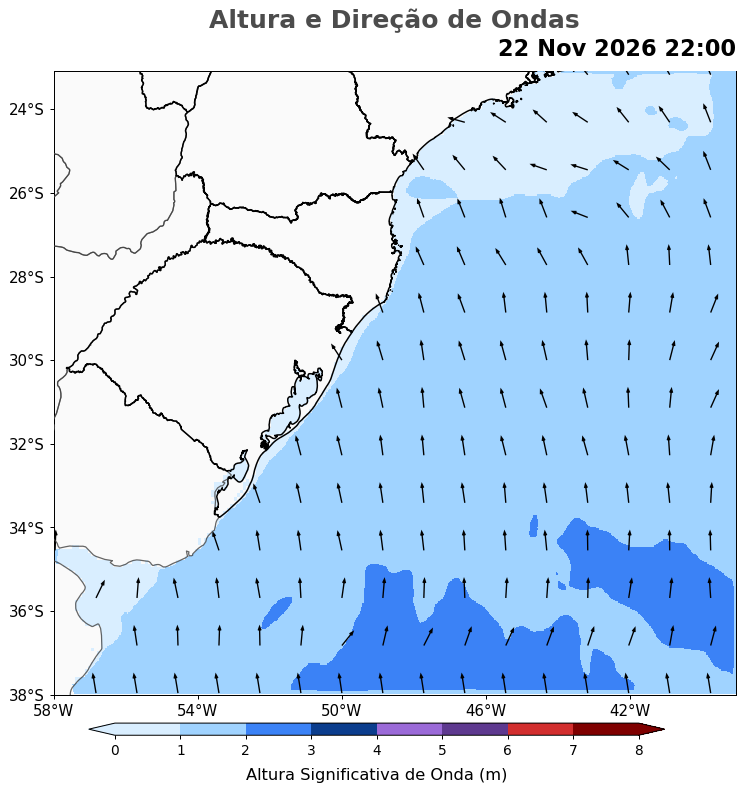 Altura e Direção de Ondas
22 Nov 2026 22:00
24°S
26°S
28°S
30°S
32°S
34°S
36°S
38°S
58°W 54°W 50°W 46°W 42°W
0 1 2 3 4 5 6 7 8
Altura Significativa de Onda (m)